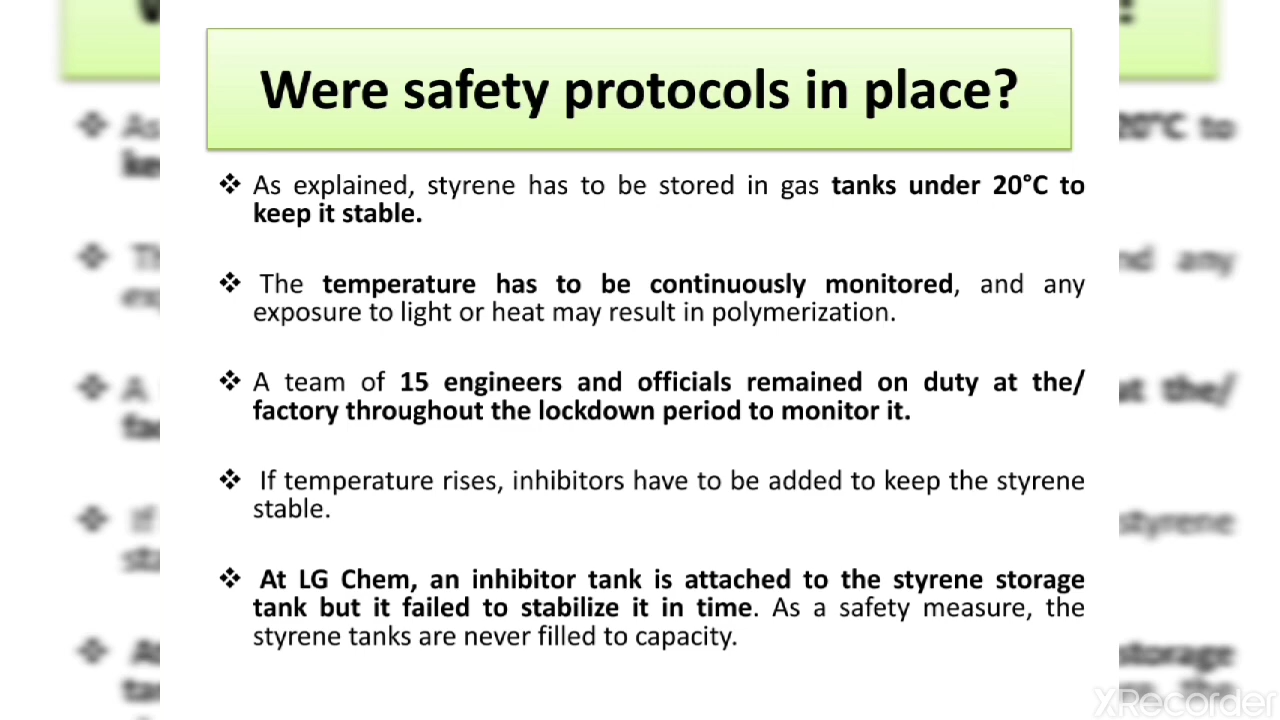 Were safety protocols in place?
❖ As explained, styrene has to be stored in gas tanks under 20°C to
keep it stable.
❖ The temperature has to be continuously monitored, and any
exposure to light or heat may result in polymerization.
❖ A team of 15 engineers and officials remained on duty at the/
factory throughout the lockdown period to monitor it.
❖ If temperature rises, inhibitors have to be added to keep the styrene
stable.
❖ At LG Chem, an inhibitor tank is attached to the styrene storage
tank but it failed to stabilize it in time. As a safety measure, the
styrene tanks are never filled to capacity.
XRecorder